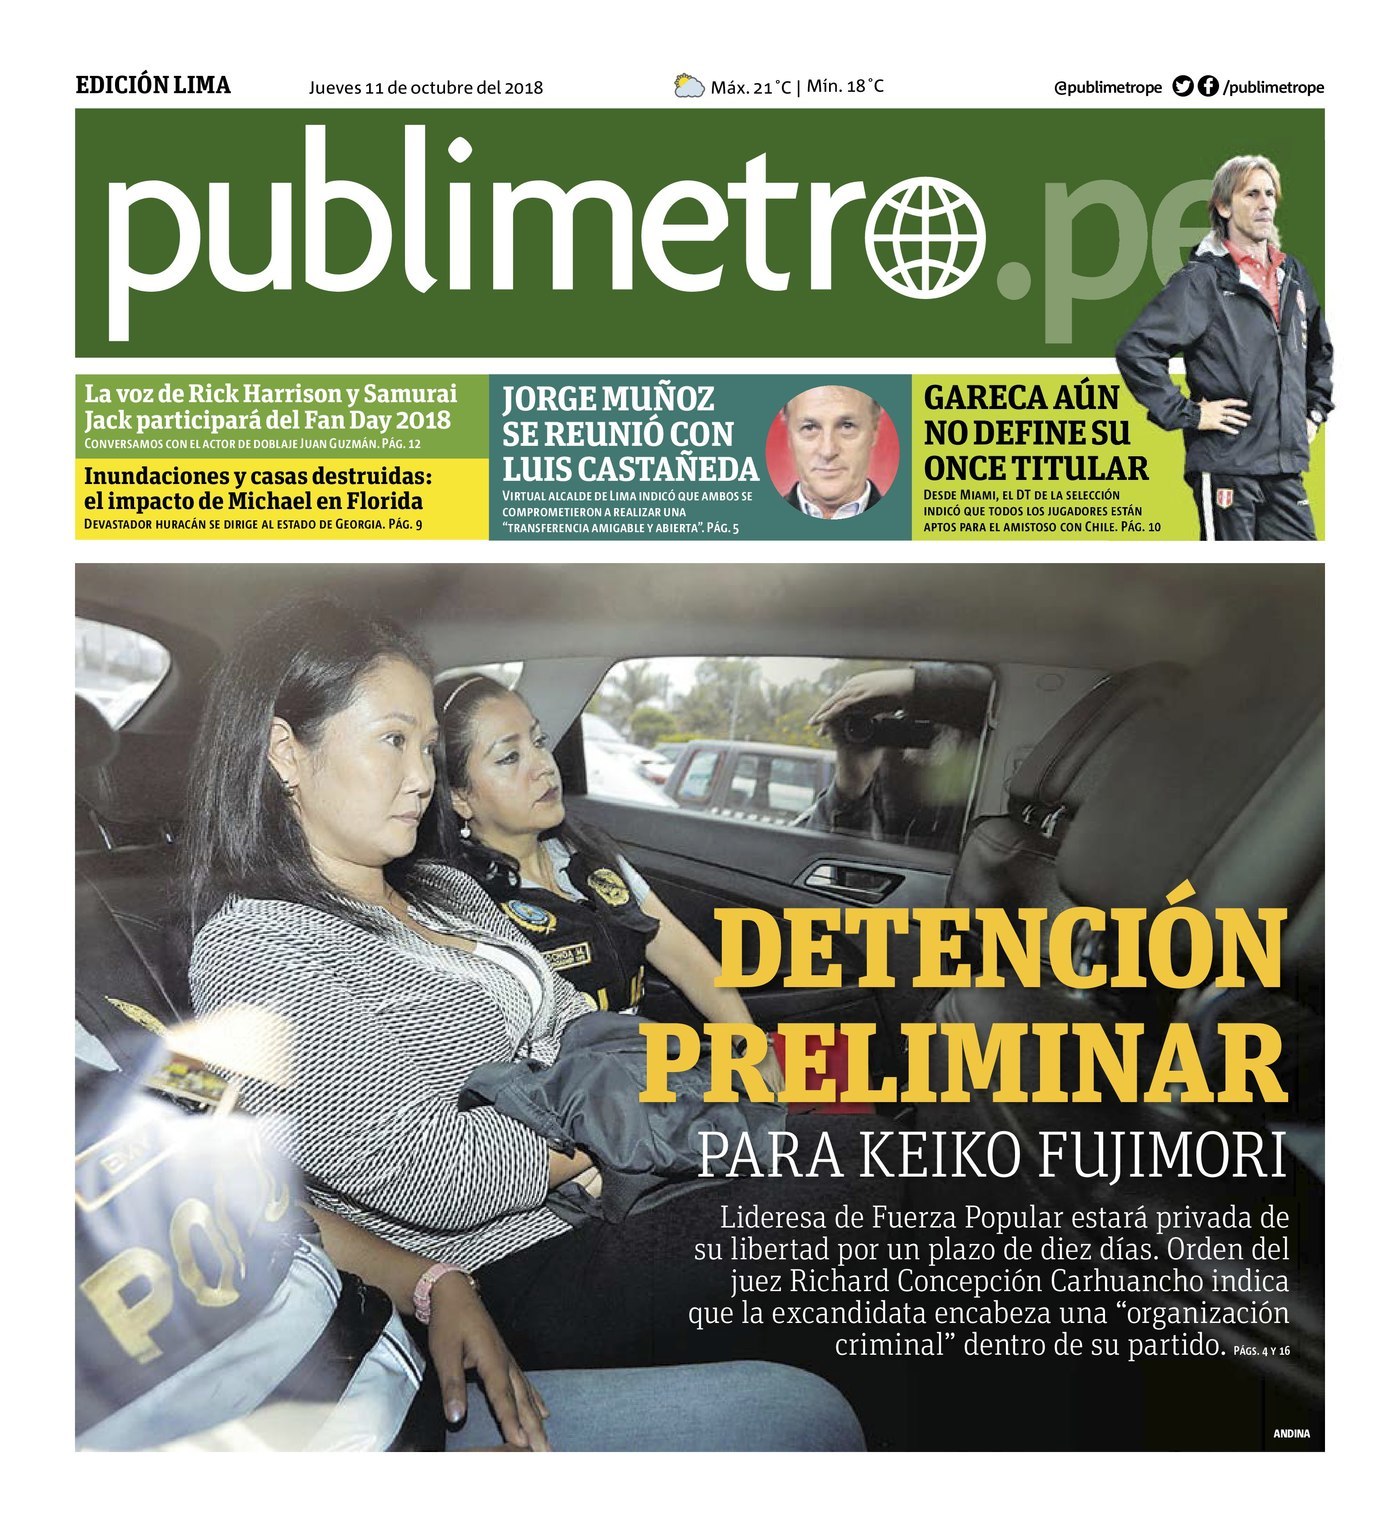 EDICIÓN LIMA
Jueves 11 de octubre del 2018
Máx. 21°C | Mín. 18°C
@publimetrope /publimetrope
publimetro.pe
La voz de Rick Harrison y Samurai
Jack participará del Fan Day 2018
CONVERSAMOS CON EL ACTOR DE DOBLAJE JUAN GUZMÁN. PÁG. 12
Inundaciones y casas destruidas:
el impacto de Michael en Florida
DEVASTADOR HURACÁN SE DIRIGE AL ESTADO DE GEORGIA. PÁG. 9
JORGE MUÑOZ
SE REUNIÓ CON
LUIS CASTAÑEDA
VIRTUAL ALCALDE DE LIMA INDICÓ QUE AMBOS SE
COMPROMETIERON A REALIZAR UNA
“TRANSFERENCIA AMIGABLE Y ABIERTA”. PÁG. 5
GARECA AÚN
NO DEFINE SU
ONCE TITULAR
DESDE MIAMI, EL DT DE LA SELECCIÓN
INDICÓ QUE TODOS LOS JUGADORES ESTÁN
APTOS PARA EL AMISTOSO CON CHILE. PÁG. 10
DETENCIÓN
PRELIMINAR
PARA KEIKO FUJIMORI
Lideresa de Fuerza Popular estará privada de
su libertad por un plazo de diez días. Orden del
juez Richard Concepción Carhuancho indica
que la excandidata encabeza una “organización
criminal” dentro de su partido. PÁGS. 4 Y 16
ANDINA